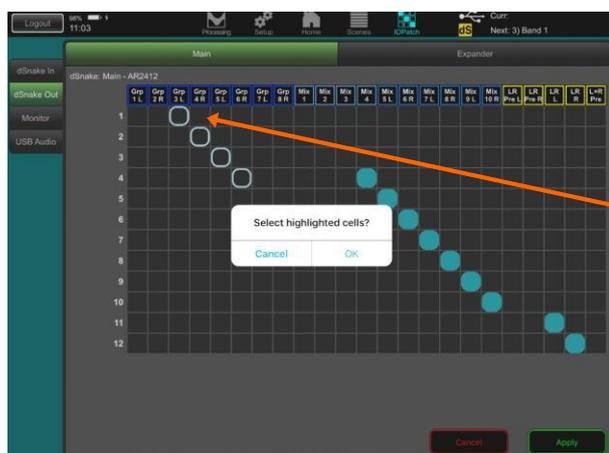 Logout
98%
11:03
Processing
Setup
Home
Scenes
IOPatch
dS
Curr:
Next: 3) Band 1
Main
Expander
dSnake In
dSnake Out
Monitor
USB Audio
dSnake: Main - AR2412
Grp 1 L Grp 2 R Grp 3 L Grp 4 R Grp 5 L Grp 6 R Grp 7 L Grp 8 R Mix 1 Mix 2 Mix 3 Mix 4 Mix 5 L Mix 6 R Mix 7 L Mix 8 R Mix 9 L Mix 10 R LR Pre L LR Pre R LR L LR R L+R Pre
1
2
3
4
5
6
7
8
9
10
11
12
Select highlighted cells?
Cancel OK
Cancel Apply